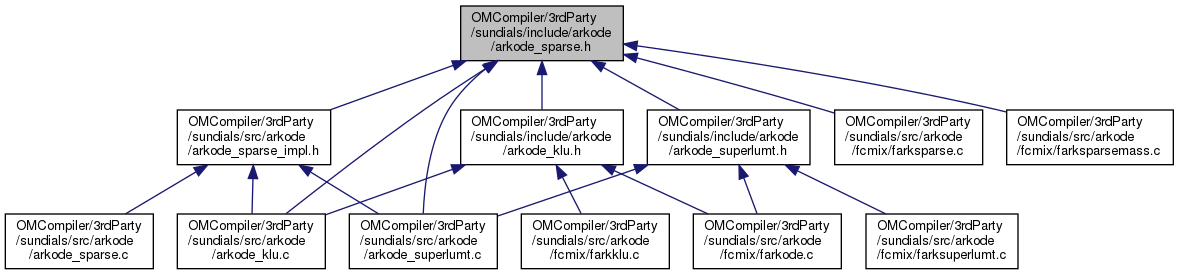 OMCompiler/3rdParty
/sundials/include/arkode
/arkode_sparse.h
OMCompiler/3rdParty
/sundials/src/arkode
/arkode_sparse_impl.h
OMCompiler/3rdParty
/sundials/include/arkode
/arkode_klu.h
OMCompiler/3rdParty
/sundials/include/arkode
/arkode_superlumt.h
OMCompiler/3rdParty
/sundials/src/arkode
/fcmix/farksparse.c
OMCompiler/3rdParty
/sundials/src/arkode
/fcmix/farksparsemass.c
OMCompiler/3rdParty
/sundials/src/arkode
/arkode_sparse.c
OMCompiler/3rdParty
/sundials/src/arkode
/arkode_klu.c
OMCompiler/3rdParty
/sundials/src/arkode
/arkode_superlumt.c
OMCompiler/3rdParty
/sundials/src/arkode
/fcmix/farkklu.c
OMCompiler/3rdParty
/sundials/src/arkode
/fcmix/farkode.c
OMCompiler/3rdParty
/sundials/src/arkode
/fcmix/farksuperlumt.c